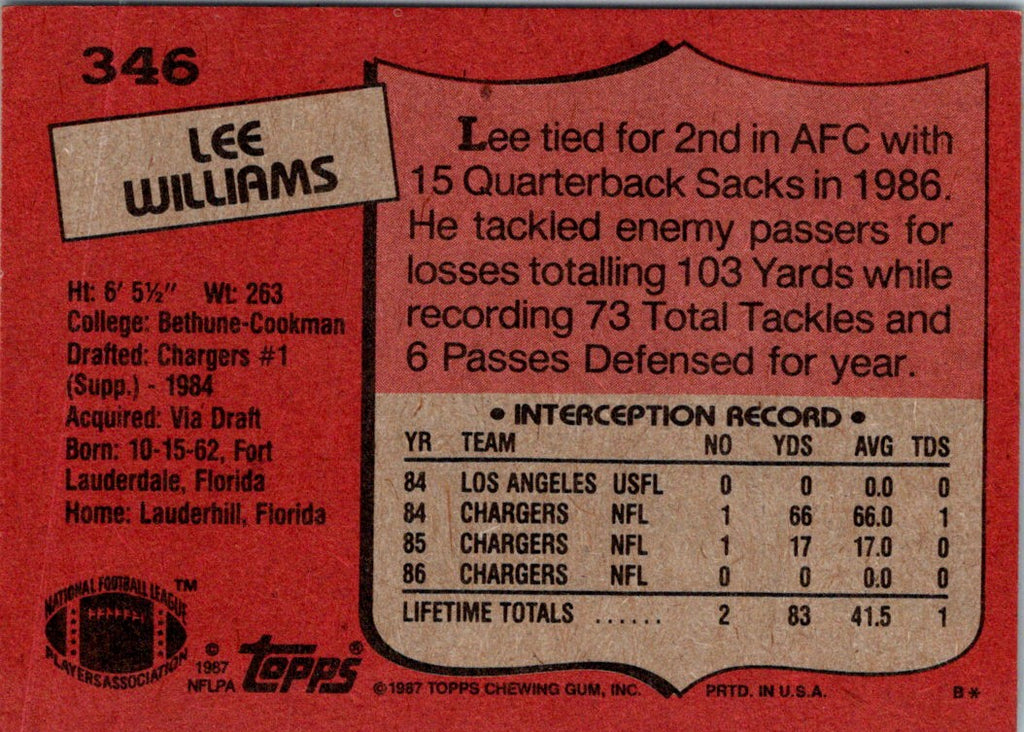 346
LEE
WILLIAMS
Ht: 6' 5½" Wt: 263
College: Bethune-Cookman
Drafted: Chargers #1
(Supp.) - 1984
Acquired: Via Draft
Born: 10-15-62, Fort
Lauderdale, Florida
Home: Lauderhill, Florida
Lee tied for 2nd in AFC with
15 Quarterback Sacks in 1986.
He tackled enemy passers for
losses totalling 103 Yards while
recording 73 Total Tackles and
6 Passes Defensed for year.
• INTERCEPTION RECORD •
YR TEAM NO YDS AVG TDS
84 LOS ANGELES USFL 0 0 0.0 0
84 CHARGERS NFL 1 66 66.0 1
85 CHARGERS NFL 1 17 17.0 0
86 CHARGERS NFL 0 0 0.0 0
LIFETIME TOTALS ...... 2 83 41.5 1
NATIONAL FOOTBALL LEAGUE ™
PLAYERS ASSOCIATION
©
1987
NFLPA
TOPPS®
©1987 TOPPS CHEWING GUM, INC. PRTD. IN U.S.A. B*